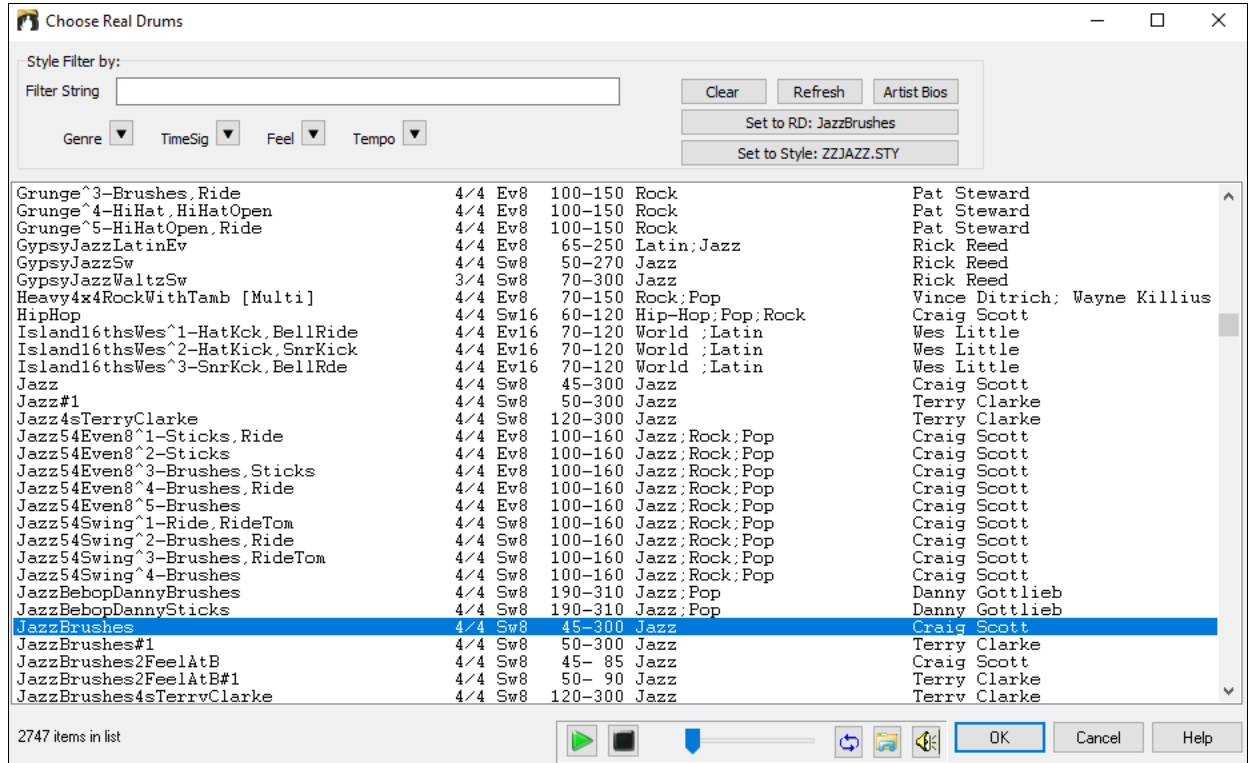 Choose Real Drums
Style Filter by:
Filter String
Clear Refresh Artist Bios
Genre TimeSig Feel Tempo
Set to RD: JazzBrushes
Set to Style: ZZJAZZ.STY
Grunge^3-Brushes,Ride 4/4 Ev8 100-150 Rock Pat Steward
Grunge^4-HiHat,HiHatOpen 4/4 Ev8 100-150 Rock Pat Steward
Grunge^5-HiHatOpen,Ride 4/4 Ev8 100-150 Rock Pat Steward
GypsyJazzLatinEv 4/4 Ev8 65-250 Latin;Jazz Rick Reed
GypsyJazzSw 4/4 Sw8 50-270 Jazz Rick Reed
GypsyJazzWaltzSw 3/4 Sw8 70-300 Jazz Rick Reed
Heavy4x4RockWithTamb [Multi] 4/4 Ev8 70-150 Rock;Pop Vince Ditrich; Wayne Killius
HipHop 4/4 Sw16 60-120 Hip-Hop;Pop;Rock Craig Scott
Island16thsWes^1-HatKck,BellRide 4/4 Ev16 70-120 World ;Latin Wes Little
Island16thsWes^2-HatKick,SnrKick 4/4 Ev16 70-120 World ;Latin Wes Little
Island16thsWes^3-SnrKck,BellRde 4/4 Ev16 70-120 World ;Latin Wes Little
Jazz 4/4 Sw8 45-300 Jazz Craig Scott
Jazz#1 4/4 Sw8 50-300 Jazz Terry Clarke
Jazz4sTerryClarke 4/4 Sw8 120-300 Jazz Terry Clarke
Jazz54Even8^1-Sticks,Ride 4/4 Ev8 100-160 Jazz;Rock;Pop Craig Scott
Jazz54Even8^2-Sticks 4/4 Ev8 100-160 Jazz;Rock;Pop Craig Scott
Jazz54Even8^3-Brushes,Sticks 4/4 Ev8 100-160 Jazz;Rock;Pop Craig Scott
Jazz54Even8^4-Brushes,Ride 4/4 Ev8 100-160 Jazz;Rock;Pop Craig Scott
Jazz54Even8^5-Brushes 4/4 Ev8 100-160 Jazz;Rock;Pop Craig Scott
Jazz54Swing^1-Ride,RideTom 4/4 Sw8 100-160 Jazz;Rock;Pop Craig Scott
Jazz54Swing^2-Brushes,Ride 4/4 Sw8 100-160 Jazz;Rock;Pop Craig Scott
Jazz54Swing^3-Brushes,RideTom 4/4 Sw8 100-160 Jazz;Rock;Pop Craig Scott
Jazz54Swing^4-Brushes 4/4 Sw8 100-160 Jazz;Rock;Pop Craig Scott
JazzBebopDannyBrushes 4/4 Sw8 190-310 Jazz;Pop Danny Gottlieb
JazzBebopDannySticks 4/4 Sw8 190-310 Jazz;Pop Danny Gottlieb
JazzBrushes 4/4 Sw8 45-300 Jazz Craig Scott
JazzBrushes#1 4/4 Sw8 50-300 Jazz Terry Clarke
JazzBrushes2FeelAtB 4/4 Sw8 45- 85 Jazz Craig Scott
JazzBrushes2FeelAtB#1 4/4 Sw8 50- 90 Jazz Terry Clarke
JazzBrushes4sTerryClarke 4/4 Sw8 120-300 Jazz Terry Clarke
2747 items in list OK Cancel Help